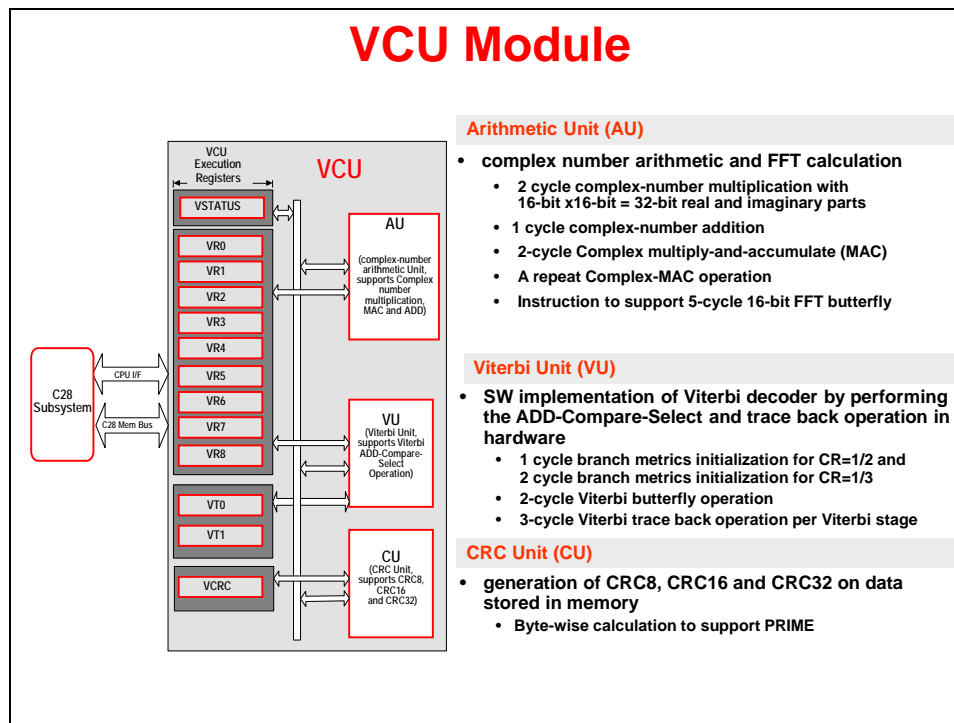 VCU Module
VCU
Execution
Registers
VCU
VSTATUS
VR0
VR1
VR2
VR3
VR4
VR5
VR6
VR7
VR8
VT0
VT1
VCRC
C28
Subsystem
CPU I/F
C28 Mem Bus
AU
(complex-number
arithmetic Unit,
supports Complex
number
multiplication,
MAC and ADD)
VU
(Viterbi Unit,
supports Viterbi
ADD-Compare-
Select
Operation)
CU
(CRC Unit,
supports CRC8,
CRC16
and CRC32)
Arithmetic Unit (AU)
• complex number arithmetic and FFT calculation
• 2 cycle complex-number multiplication with
16-bit x16-bit = 32-bit real and imaginary parts
• 1 cycle complex-number addition
• 2-cycle Complex multiply-and-accumulate (MAC)
• A repeat Complex-MAC operation
• Instruction to support 5-cycle 16-bit FFT butterfly
Viterbi Unit (VU)
• SW implementation of Viterbi decoder by performing
the ADD-Compare-Select and trace back operation in
hardware
• 1 cycle branch metrics initialization for CR=1/2 and
2 cycle branch metrics initialization for CR=1/3
• 2-cycle Viterbi butterfly operation
• 3-cycle Viterbi trace back operation per Viterbi stage
CRC Unit (CU)
• generation of CRC8, CRC16 and CRC32 on data
stored in memory
• Byte-wise calculation to support PRIME